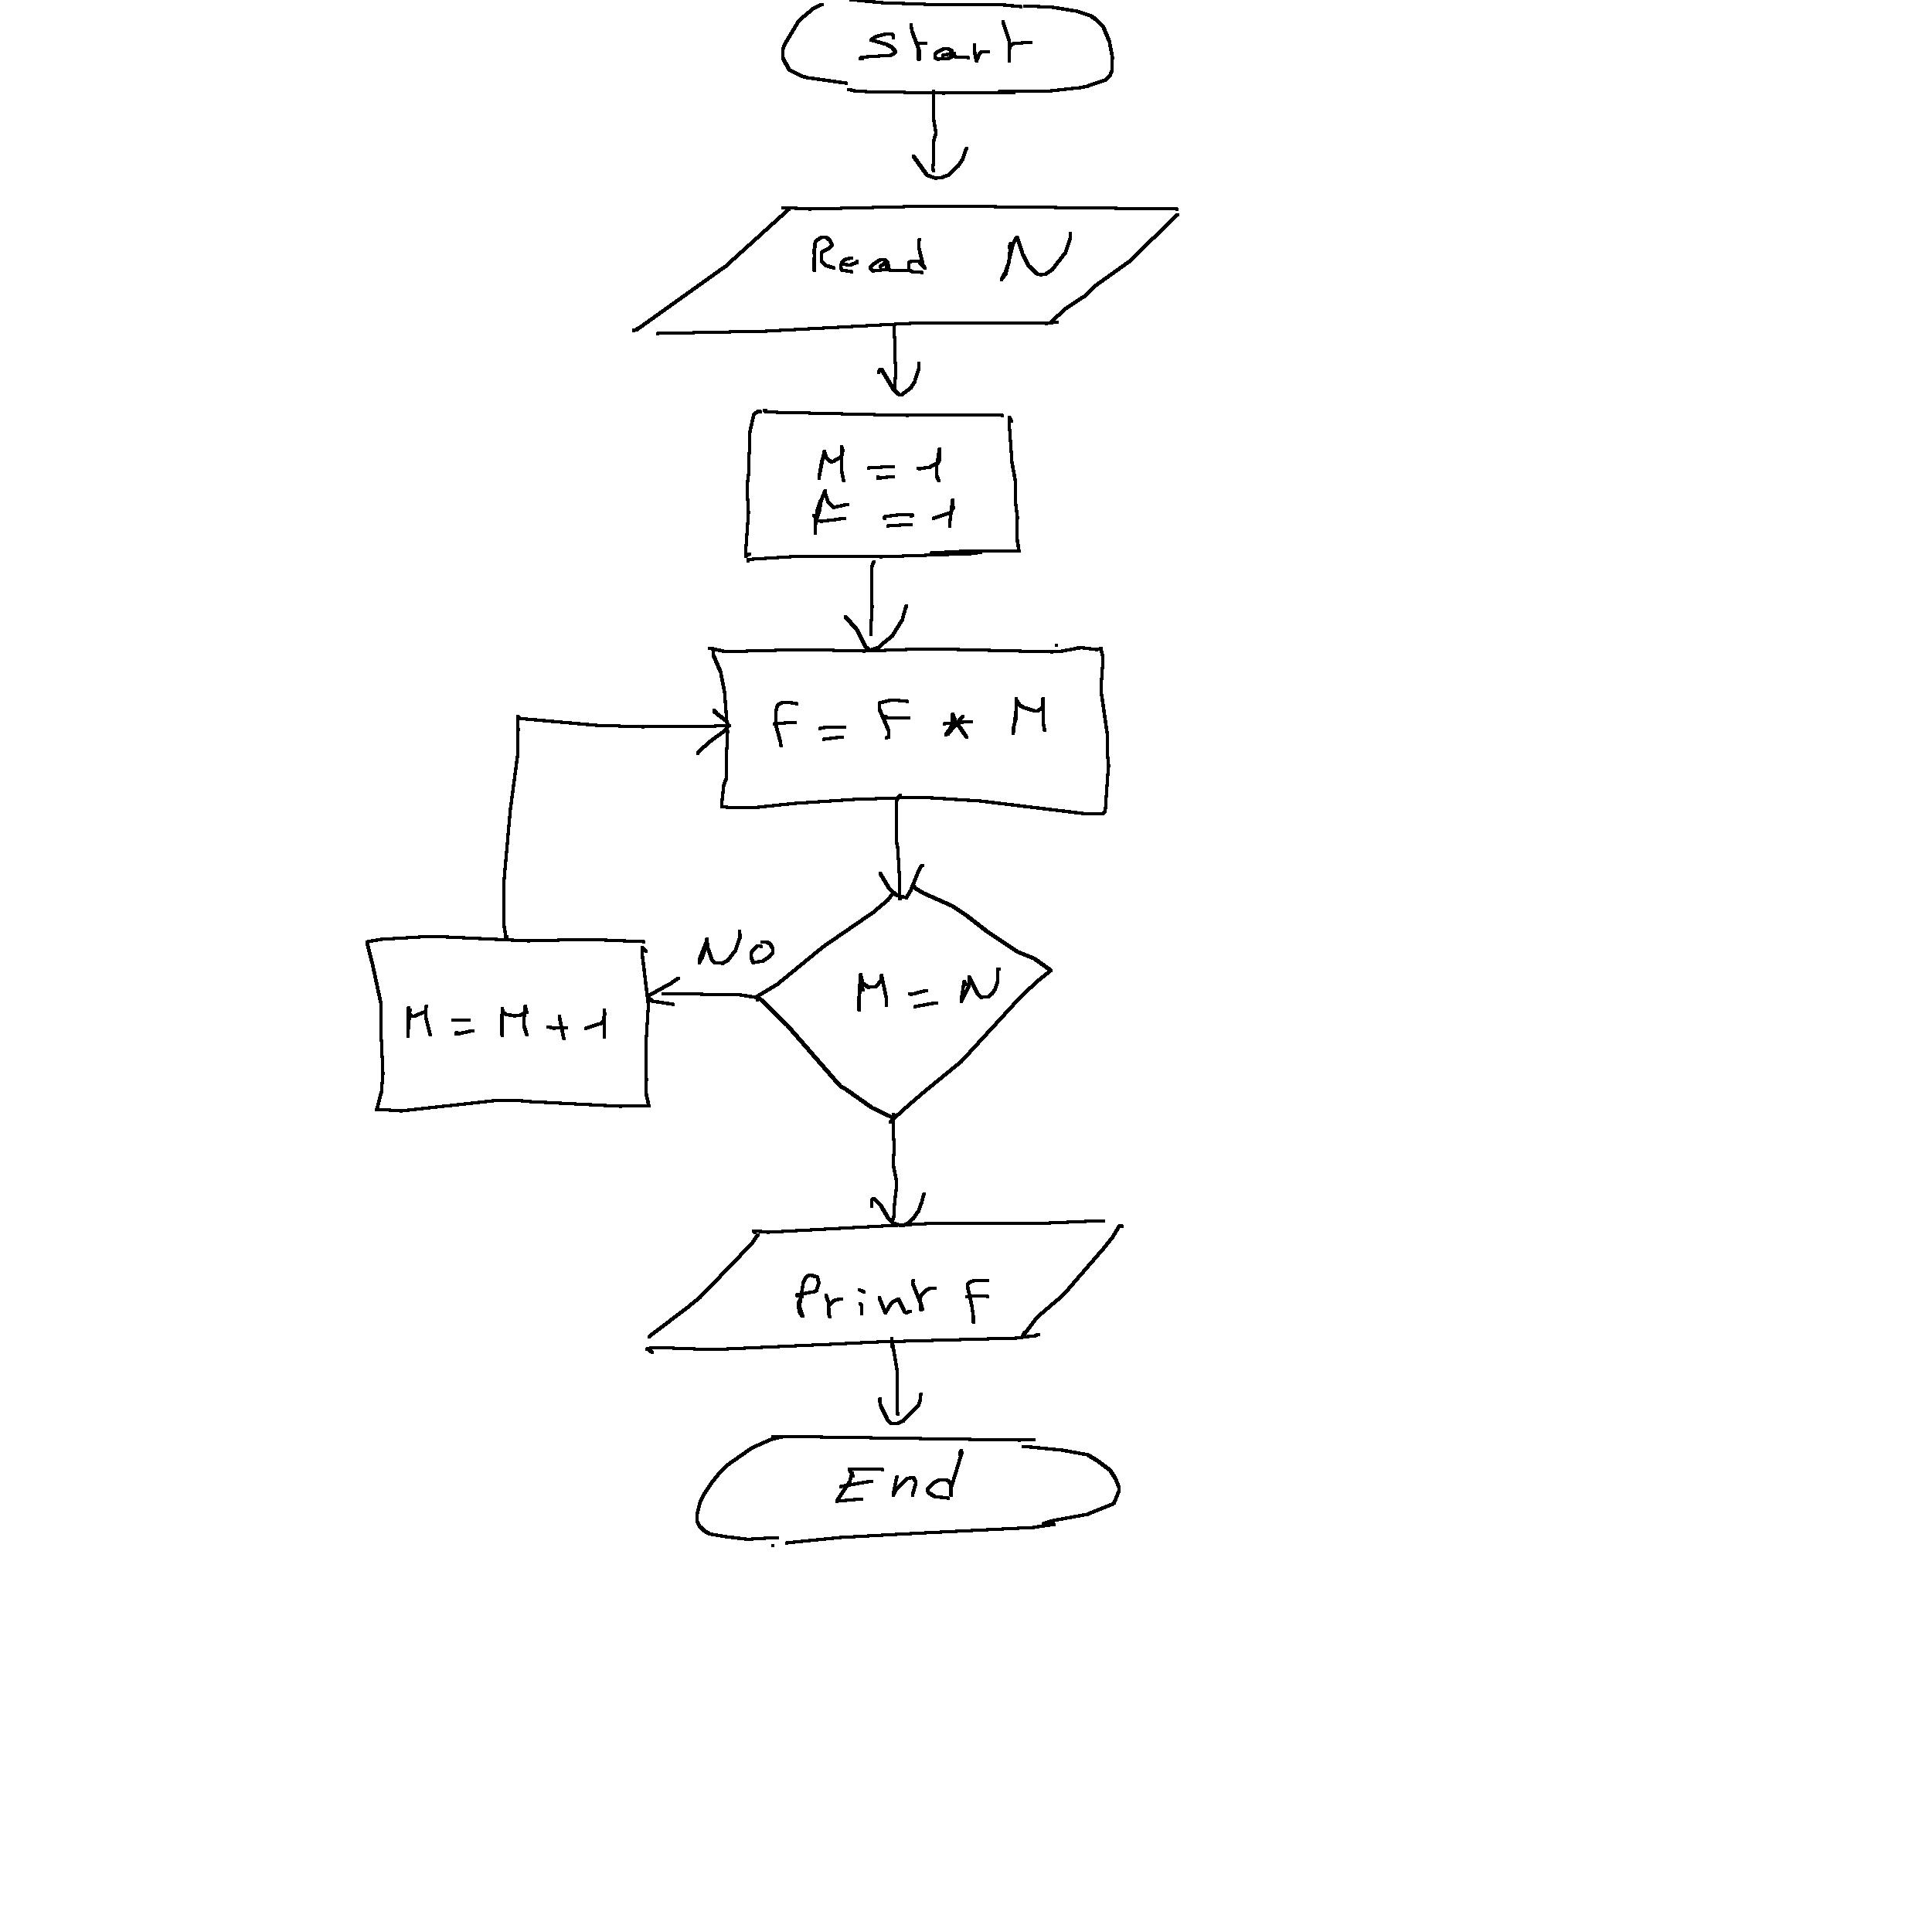 Start
Read N
M = 1
F = 1
F = F * M
M = N
No
M = M + 1
Print F
End